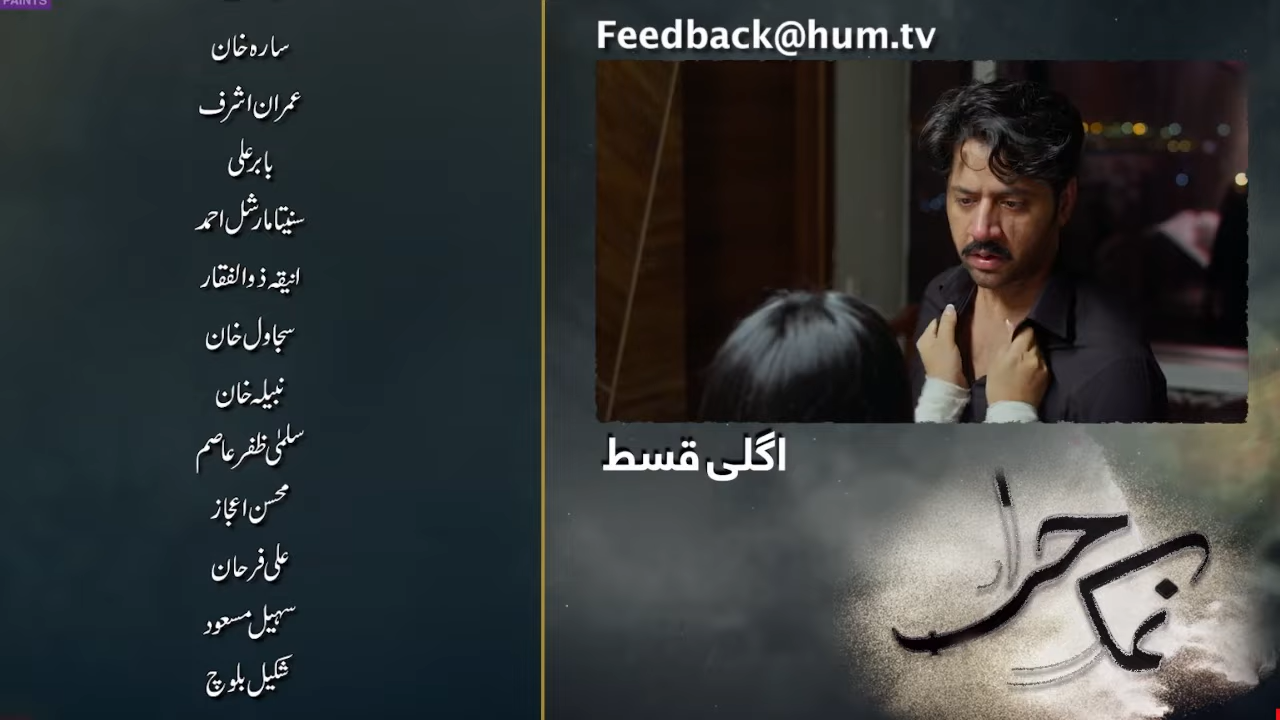 PAINTS
سارہ خان
عمران اشرف
بابر علی
سنیتا مارشل احمد
انیقہ ذوالفقار
سجاول خان
نبیلہ خان
سلمیٰ ظفر عاصم
محسن اعجاز
علی فرحان
سہیل مسعود
شکیل بلوچ
Feedback@hum.tv
اگلی قسط
نمک حرام